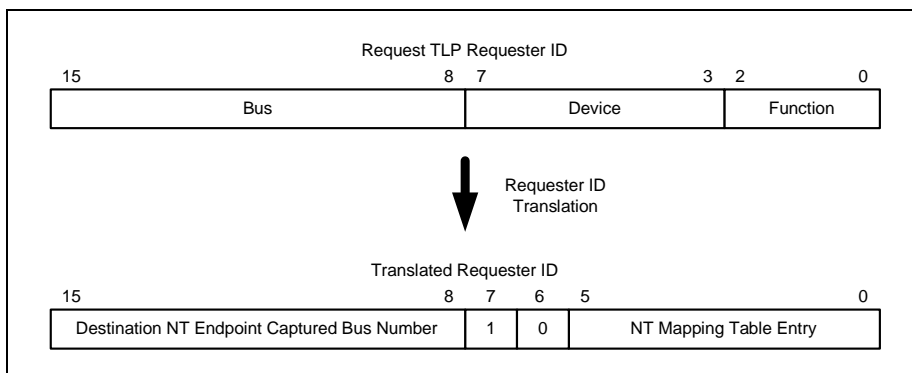 Request TLP Requester ID
15 8 7 3 2 0
Bus Device Function
Requester ID
Translation
Translated Requester ID
15 8 7 6 5 0
Destination NT Endpoint Captured Bus Number 1 0 NT Mapping Table Entry